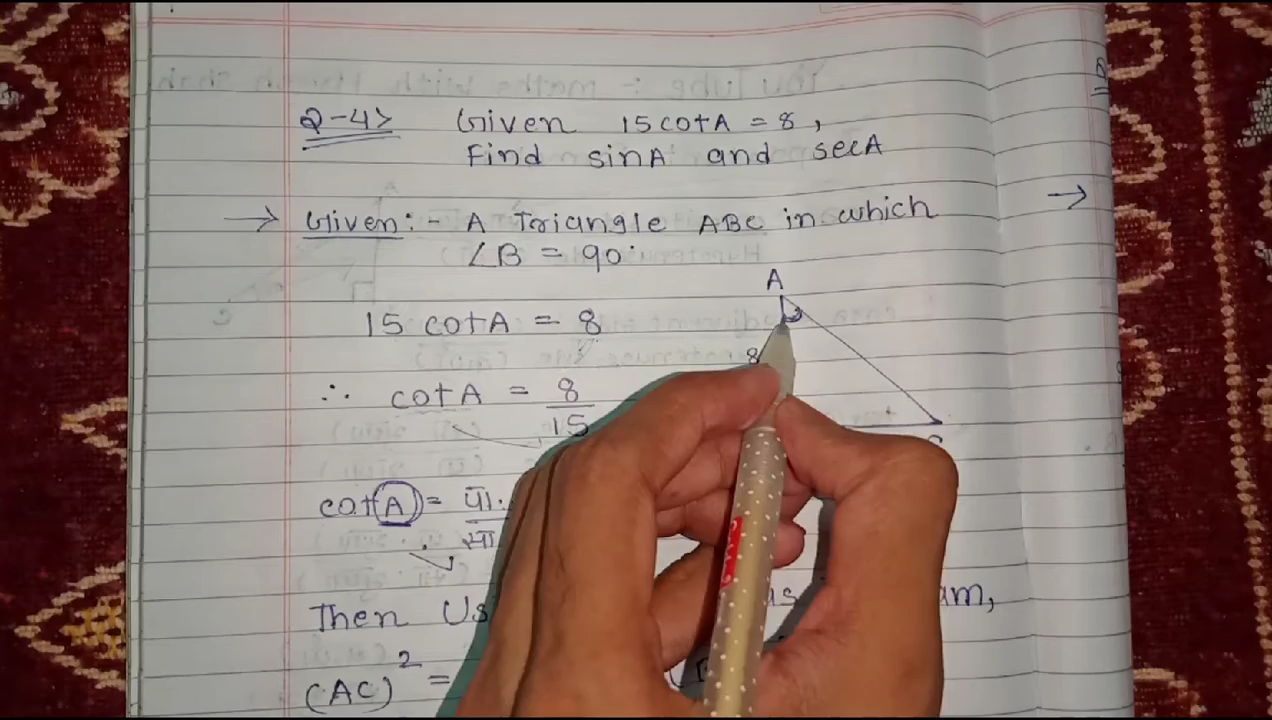 Q-4> Given 15 cotA = 8,
Find sinA and secA
→ Given:- A Triangle ABC in which →
∠B = 90°
A
15 cotA = 8
8
∴ cotA = 8/15
cot(A) = पा.
सा
Then
(AC)² =